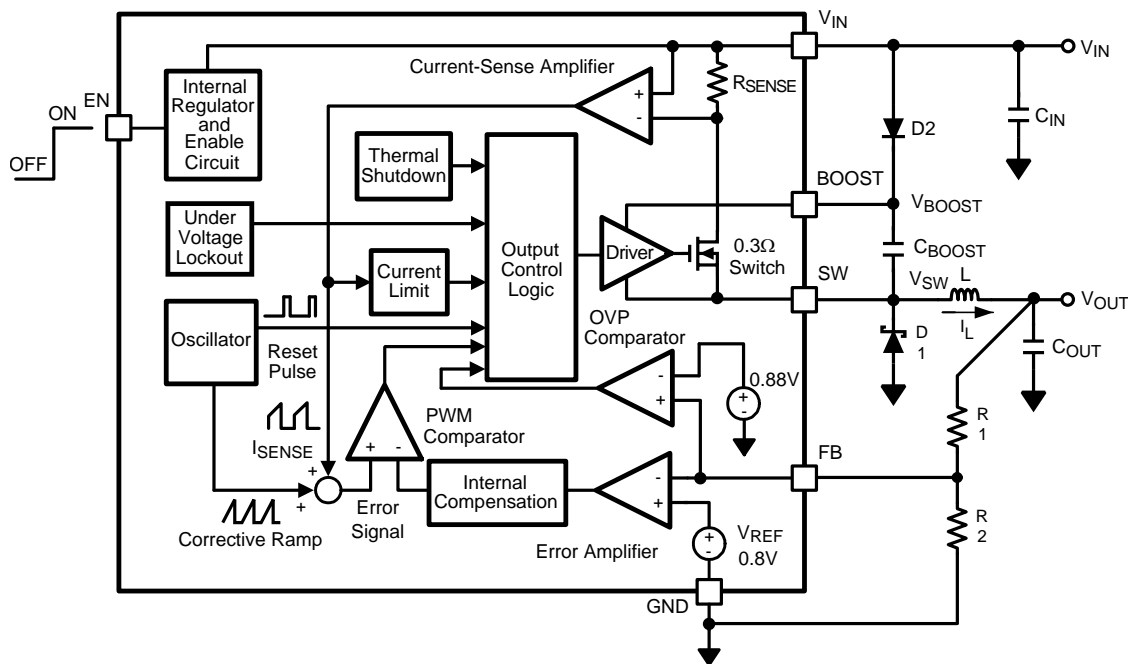 VIN
VIN
Current-Sense Amplifier
RSENSE
+
-
EN
ON
OFF
Internal
Regulator
and
Enable
Circuit
CIN
D2
Thermal
Shutdown
BOOST
VBOOST
Under
Voltage
Lockout
Output
Control
Logic
Driver
0.3Ω
Switch
CBOOST
Current
Limit
SW
VSW
L
VOUT
IL
Oscillator
Reset
Pulse
OVP
Comparator
D
1
COUT
-
+
0.88V
+
-
ISENSE
PWM
Comparator
+
-
R
1
FB
+
+
Internal
Compensation
-
+
Corrective Ramp
Error
Signal
Error Amplifier
+
-
VREF
0.8V
R
2
GND